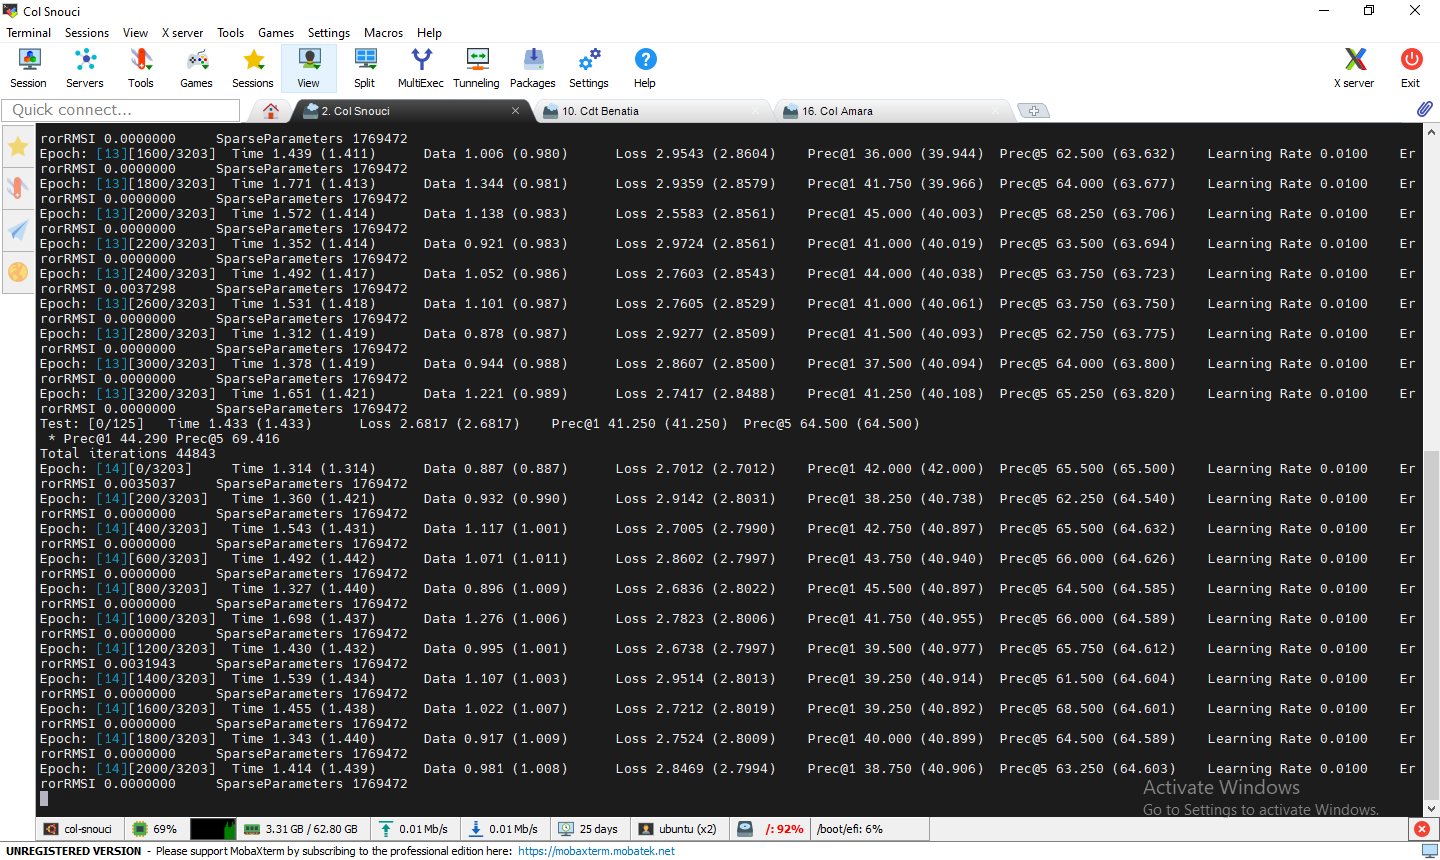 Col Snouci
Terminal Sessions View X server Tools Games Settings Macros Help
Session Servers Tools Games Sessions View Split MultiExec Tunneling Packages Settings Help X server Exit
Quick connect... 2. Col Snouci 10. Cdt Benatia 16. Col Amara
rorRMSI 0.0000000 SparseParameters 1769472
Epoch: [13][1600/3203] Time 1.439 (1.411) Data 1.006 (0.980) Loss 2.9543 (2.8604) Prec@1 36.000 (39.944) Prec@5 62.500 (63.632) Learning Rate 0.0100 Er
rorRMSI 0.0000000 SparseParameters 1769472
Epoch: [13][1800/3203] Time 1.771 (1.413) Data 1.344 (0.981) Loss 2.9359 (2.8579) Prec@1 41.750 (39.966) Prec@5 64.000 (63.677) Learning Rate 0.0100 Er
rorRMSI 0.0000000 SparseParameters 1769472
Epoch: [13][2000/3203] Time 1.572 (1.414) Data 1.138 (0.983) Loss 2.5583 (2.8561) Prec@1 45.000 (40.003) Prec@5 68.250 (63.706) Learning Rate 0.0100 Er
rorRMSI 0.0000000 SparseParameters 1769472
Epoch: [13][2200/3203] Time 1.352 (1.414) Data 0.921 (0.983) Loss 2.9724 (2.8561) Prec@1 41.000 (40.019) Prec@5 63.500 (63.694) Learning Rate 0.0100 Er
rorRMSI 0.0000000 SparseParameters 1769472
Epoch: [13][2400/3203] Time 1.492 (1.417) Data 1.052 (0.986) Loss 2.7603 (2.8543) Prec@1 44.000 (40.038) Prec@5 63.750 (63.723) Learning Rate 0.0100 Er
rorRMSI 0.0037298 SparseParameters 1769472
Epoch: [13][2600/3203] Time 1.531 (1.418) Data 1.101 (0.987) Loss 2.7605 (2.8529) Prec@1 41.000 (40.061) Prec@5 63.750 (63.750) Learning Rate 0.0100 Er
rorRMSI 0.0000000 SparseParameters 1769472
Epoch: [13][2800/3203] Time 1.312 (1.419) Data 0.878 (0.987) Loss 2.9277 (2.8509) Prec@1 41.500 (40.093) Prec@5 62.750 (63.775) Learning Rate 0.0100 Er
rorRMSI 0.0000000 SparseParameters 1769472
Epoch: [13][3000/3203] Time 1.378 (1.419) Data 0.944 (0.988) Loss 2.8607 (2.8500) Prec@1 37.500 (40.094) Prec@5 64.000 (63.800) Learning Rate 0.0100 Er
rorRMSI 0.0000000 SparseParameters 1769472
Epoch: [13][3200/3203] Time 1.651 (1.421) Data 1.221 (0.989) Loss 2.7417 (2.8488) Prec@1 41.250 (40.108) Prec@5 65.250 (63.820) Learning Rate 0.0100 Er
rorRMSI 0.0000000 SparseParameters 1769472
Test: [0/125] Time 1.433 (1.433) Loss 2.6817 (2.6817) Prec@1 41.250 (41.250) Prec@5 64.500 (64.500)
* Prec@1 44.290 Prec@5 69.416
Total iterations 44843
Epoch: [14][0/3203] Time 1.314 (1.314) Data 0.887 (0.887) Loss 2.7012 (2.7012) Prec@1 42.000 (42.000) Prec@5 65.500 (65.500) Learning Rate 0.0100 Er
rorRMSI 0.0035037 SparseParameters 1769472
Epoch: [14][200/3203] Time 1.360 (1.421) Data 0.932 (0.990) Loss 2.9142 (2.8031) Prec@1 38.250 (40.738) Prec@5 62.250 (64.540) Learning Rate 0.0100 Er
rorRMSI 0.0000000 SparseParameters 1769472
Epoch: [14][400/3203] Time 1.543 (1.431) Data 1.117 (1.001) Loss 2.7005 (2.7990) Prec@1 42.750 (40.897) Prec@5 65.500 (64.632) Learning Rate 0.0100 Er
rorRMSI 0.0000000 SparseParameters 1769472
Epoch: [14][600/3203] Time 1.492 (1.442) Data 1.071 (1.011) Loss 2.8602 (2.7997) Prec@1 43.750 (40.940) Prec@5 66.000 (64.626) Learning Rate 0.0100 Er
rorRMSI 0.0000000 SparseParameters 1769472
Epoch: [14][800/3203] Time 1.327 (1.440) Data 0.896 (1.009) Loss 2.6836 (2.8022) Prec@1 45.500 (40.897) Prec@5 64.500 (64.585) Learning Rate 0.0100 Er
rorRMSI 0.0000000 SparseParameters 1769472
Epoch: [14][1000/3203] Time 1.698 (1.437) Data 1.276 (1.006) Loss 2.7823 (2.8006) Prec@1 41.750 (40.955) Prec@5 66.000 (64.589) Learning Rate 0.0100 Er
rorRMSI 0.0000000 SparseParameters 1769472
Epoch: [14][1200/3203] Time 1.430 (1.432) Data 0.995 (1.001) Loss 2.6738 (2.7997) Prec@1 39.500 (40.977) Prec@5 65.750 (64.612) Learning Rate 0.0100 Er
rorRMSI 0.0031943 SparseParameters 1769472
Epoch: [14][1400/3203] Time 1.539 (1.434) Data 1.107 (1.003) Loss 2.9514 (2.8013) Prec@1 39.250 (40.914) Prec@5 61.500 (64.604) Learning Rate 0.0100 Er
rorRMSI 0.0000000 SparseParameters 1769472
Epoch: [14][1600/3203] Time 1.455 (1.438) Data 1.022 (1.007) Loss 2.7212 (2.8019) Prec@1 39.250 (40.892) Prec@5 68.500 (64.601) Learning Rate 0.0100 Er
rorRMSI 0.0000000 SparseParameters 1769472
Epoch: [14][1800/3203] Time 1.343 (1.440) Data 0.917 (1.009) Loss 2.7524 (2.8009) Prec@1 40.000 (40.899) Prec@5 64.500 (64.589) Learning Rate 0.0100 Er
rorRMSI 0.0000000 SparseParameters 1769472
Epoch: [14][2000/3203] Time 1.414 (1.439) Data 0.981 (1.008) Loss 2.8469 (2.7994) Prec@1 38.750 (40.906) Prec@5 63.250 (64.603) Learning Rate 0.0100 Er
rorRMSI 0.0000000 SparseParameters 1769472
Activate Windows
Go to Settings to activate Windows.
col-snouci 69% 3.31 GB / 62.80 GB 0.01 Mb/s 0.01 Mb/s 25 days ubuntu (x2) /: 92% /boot/efi: 6%
UNREGISTERED VERSION - Please support MobaXterm by subscribing to the professional edition here: https://mobaxterm.mobatek.net